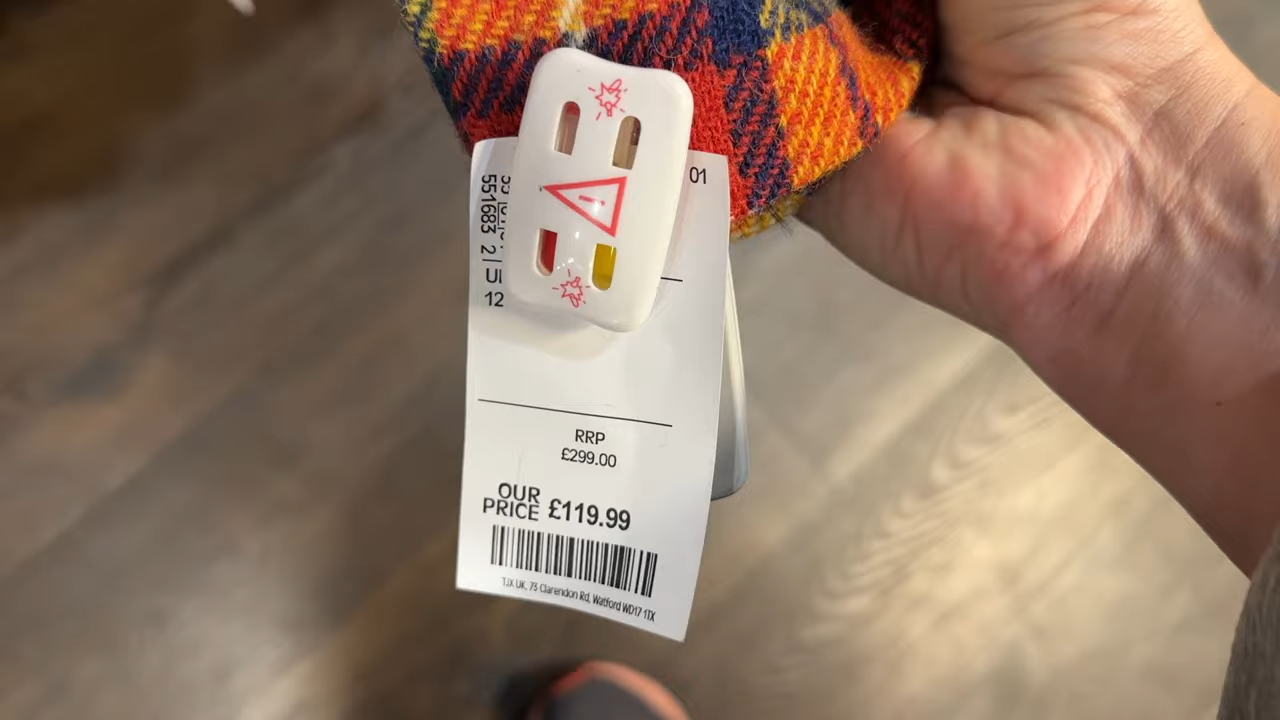 01
551683
2
UI
12
RRP
£299.00
OUR
PRICE £119.99
TJX UK, 73 Clarendon Rd, Watford WD17 1TX